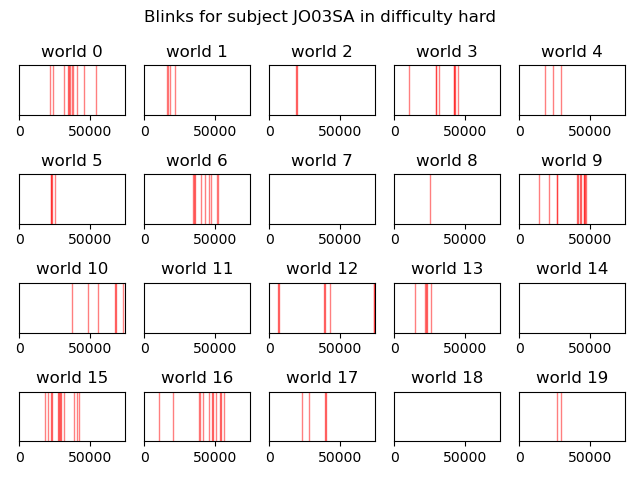 Blinks for subject JO03SA in difficulty hard
world 0 world 1 world 2 world 3 world 4
0 50000 0 50000 0 50000 0 50000 0 50000
world 5 world 6 world 7 world 8 world 9
0 50000 0 50000 0 50000 0 50000 0 50000
world 10 world 11 world 12 world 13 world 14
0 50000 0 50000 0 50000 0 50000 0 50000
world 15 world 16 world 17 world 18 world 19
0 50000 0 50000 0 50000 0 50000 0 50000